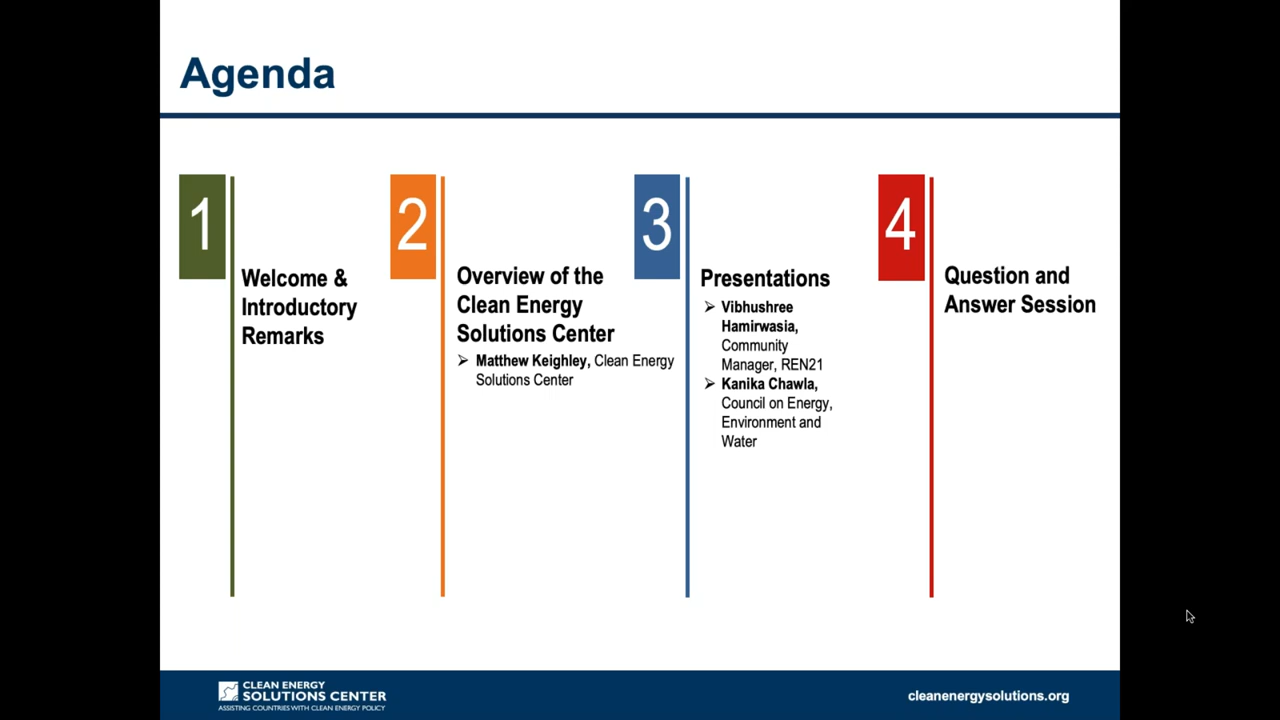 Agenda
1
Welcome &
Introductory
Remarks
2
Overview of the
Clean Energy
Solutions Center
➢ Matthew Keighley, Clean Energy
Solutions Center
3
Presentations
➢ Vibhushree
Hamirwasia,
Community
Manager, REN21
➢ Kanika Chawla,
Council on Energy,
Environment and
Water
4
Question and
Answer Session
CLEAN ENERGY
SOLUTIONS CENTER
ASSISTING COUNTRIES WITH CLEAN ENERGY POLICY
cleanenergysolutions.org